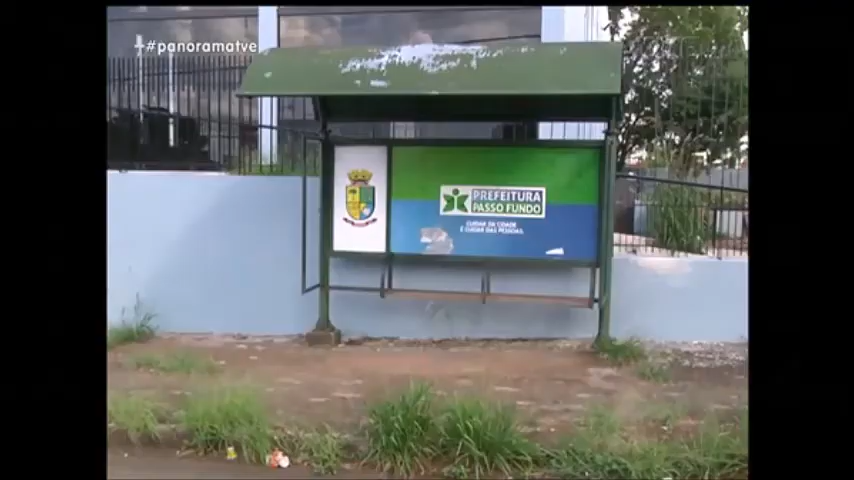 #panoramatve
PREFEITURA
PASSO FUNDO
CUIDAR DA CIDADE
É CUIDAR DAS PESSOAS.